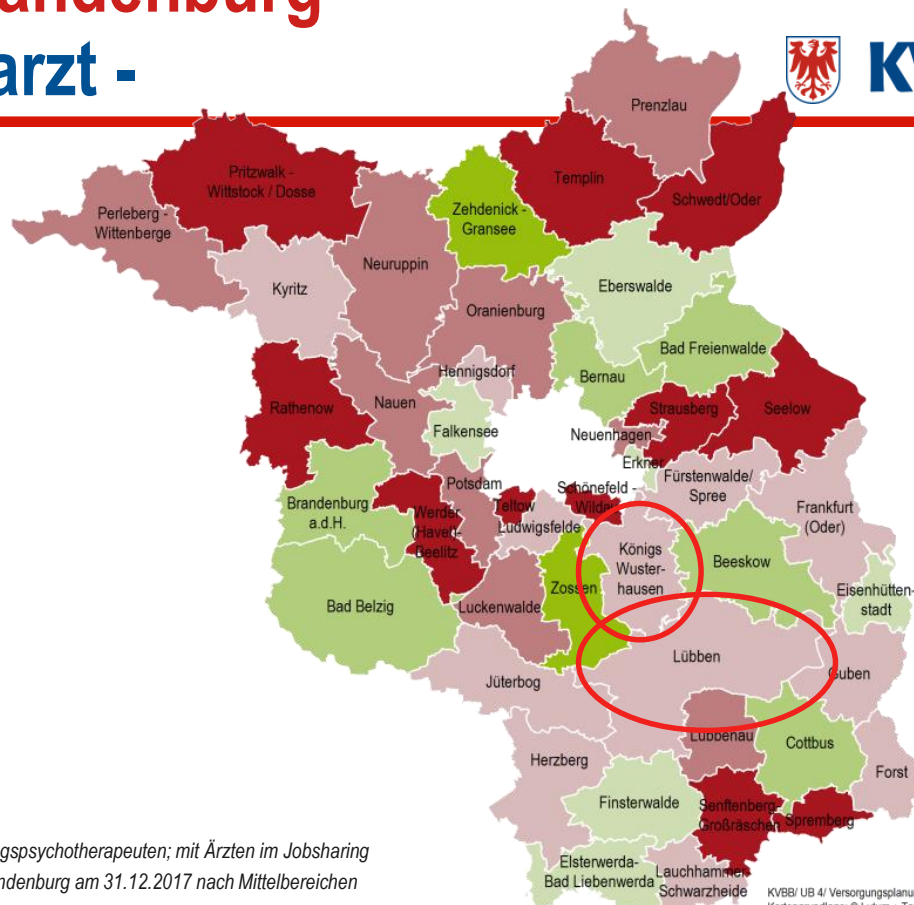 arzt -
KV
Prenzlau
Pritzwalk -
Wittstock / Dosse
Templin
Schwedt/Oder
Perleberg -
Wittenberge
Zehdenick -
Gransee
Neuruppin
Kyritz
Eberswalde
Oranienburg
Bad Freienwalde
Hennigsdorf
Bernau
Nauen
Rathenow
Strausberg
Seelow
Falkensee
Neuenhagen
Erkner
Fürstenwalde/
Spree
Potsdam
Schönefeld -
Wildau
Brandenburg
a.d.H.
Teltow
Frankfurt
(Oder)
Werder
(Havel)-
Beelitz
Ludwigsfelde
Königs
Wuster-
hausen
Beeskow
Zossen
Eisenhütten-
stadt
Bad Belzig
Luckenwalde
Lübben
Guben
Jüterbog
Lübbenau
Cottbus
Herzberg
Forst
Finsterwalde
Senftenberg-
Großräschen
Spremberg
Elsterwerda-
Bad Liebenwerda
Lauchhammer-
Schwarzheide
gspsychotherapeuten; mit Ärzten im Jobsharing
ndenburg am 31.12.2017 nach Mittelbereichen
KVBB/ UB 4/ Versorgungsplanu